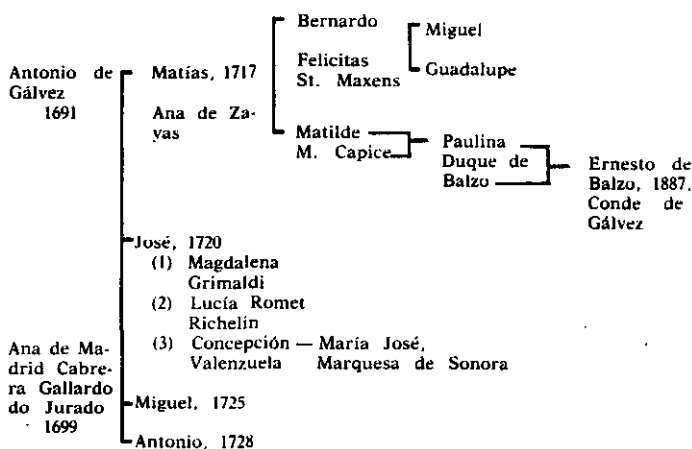 Antonio de
Gálvez
1691
Ana de Ma-
drid Cabre-
ra Gallardo
do Jurado
1699
Matías, 1717
Ana de Za-
yas
Bernardo
Felicitas
St. Maxens
Miguel
Guadalupe
Matilde
M. Capice
Paulina
Duque de
Balzo
Ernesto de
Balzo, 1887,
Conde de
Gálvez
José, 1720
(1) Magdalena
Grimaldi
(2) Lucía Romet
Richelín
(3) Concepción — María José,
Valenzuela Marquesa de Sonora
Miguel, 1725
Antonio, 1728